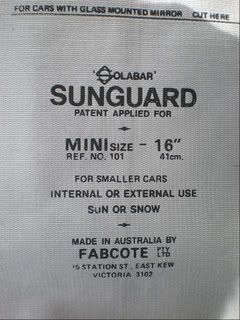 FOR CARS WITH GLASS MOUNTED MIRROR CUT HERE
'SOLABAR'
SUNGUARD
PATENT APPLIED FOR
MINI SIZE - 16"
REF. NO. 101 41cm.
FOR SMALLER CARS
INTERNAL OR EXTERNAL USE
SUN OR SNOW
MADE IN AUSTRALIA BY
FABCOTE PTY LTD
15 STATION ST, EAST KEW
VICTORIA 3102